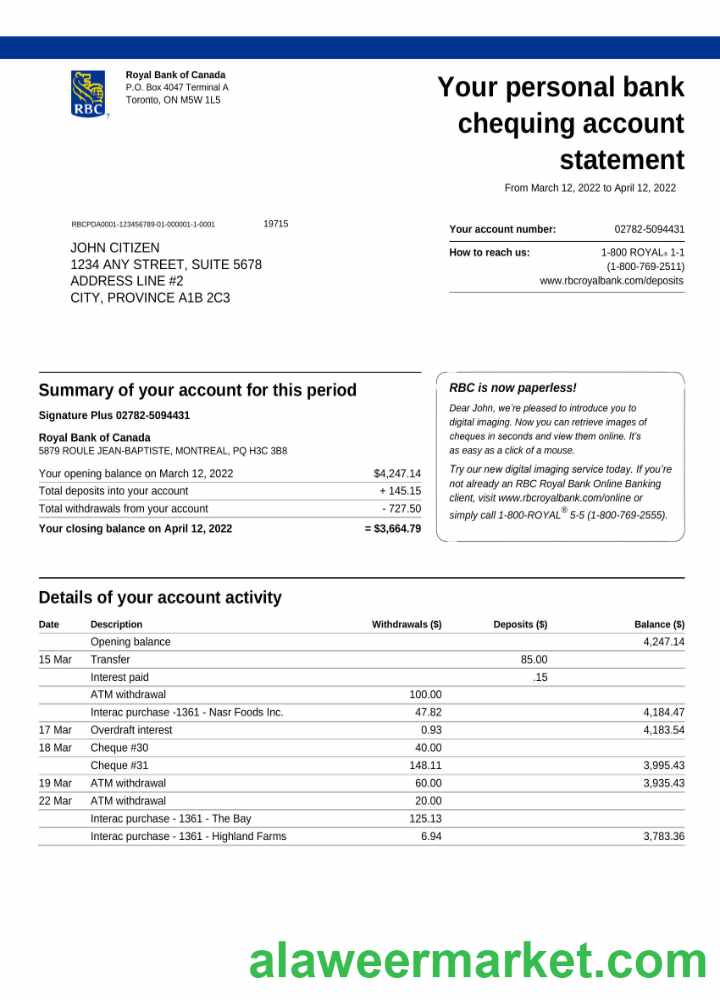 Royal Bank of Canada
P.O. Box 4047 Terminal A
Toronto, ON M5W 1L5
RBC
Your personal bank
chequing account
statement
From March 12, 2022 to April 12, 2022
RBCPDA0001-123456789-01-000001-1-0001 19715
JOHN CITIZEN
1234 ANY STREET, SUITE 5678
ADDRESS LINE #2
CITY, PROVINCE A1B 2C3
Your account number: 02782-5094431
How to reach us: 1-800 ROYAL® 1-1
(1-800-769-2511)
www.rbcroyalbank.com/deposits
Summary of your account for this period
Signature Plus 02782-5094431
Royal Bank of Canada
5879 ROULE JEAN-BAPTISTE, MONTREAL, PQ H3C 3B8
Your opening balance on March 12, 2022 $4,247.14
Total deposits into your account + 145.15
Total withdrawals from your account - 727.50
Your closing balance on April 12, 2022 = $3,664.79
RBC is now paperless!
Dear John, we're pleased to introduce you to
digital imaging. Now you can retrieve images of
cheques in seconds and view them online. It's
as easy as a click of a mouse.
Try our new digital imaging service today. If you're
not already an RBC Royal Bank Online Banking
client, visit www.rbcroyalbank.com/online or
simply call 1-800-ROYAL® 5-5 (1-800-769-2555).
Details of your account activity
Date Description Withdrawals ($) Deposits ($) Balance ($)
Opening balance 4,247.14
15 Mar Transfer 85.00
Interest paid .15
ATM withdrawal 100.00
Interac purchase -1361 - Nasr Foods Inc. 47.82 4,184.47
17 Mar Overdraft interest 0.93 4,183.54
18 Mar Cheque #30 40.00
Cheque #31 148.11 3,995.43
19 Mar ATM withdrawal 60.00 3,935.43
22 Mar ATM withdrawal 20.00
Interac purchase - 1361 - The Bay 125.13
Interac purchase - 1361 - Highland Farms 6.94 3,783.36
alaweermarket.com